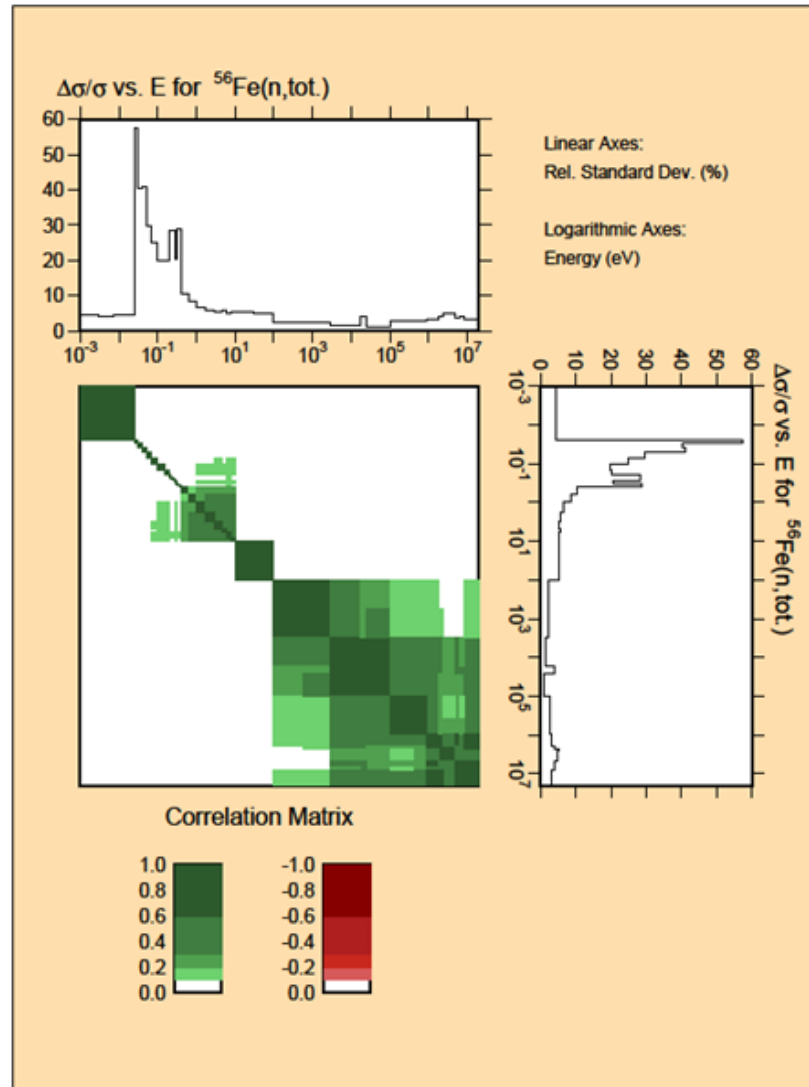 Δσ/σ vs. E for ⁵⁶Fe(n,tot.)
60
50
40
30
20
10
0
10⁻³ 10⁻¹ 10¹ 10³ 10⁵ 10⁷
Linear Axes:
Rel. Standard Dev. (%)
Logarithmic Axes:
Energy (eV)
0 10 20 30 40 50 60
10⁻³
10⁻¹
10¹
10³
10⁵
10⁷
Δσ/σ vs. E for ⁵⁶Fe(n,tot.)
Correlation Matrix
1.0
0.8
0.6
0.4
0.2
0.0
-1.0
-0.8
-0.6
-0.4
-0.2
0.0